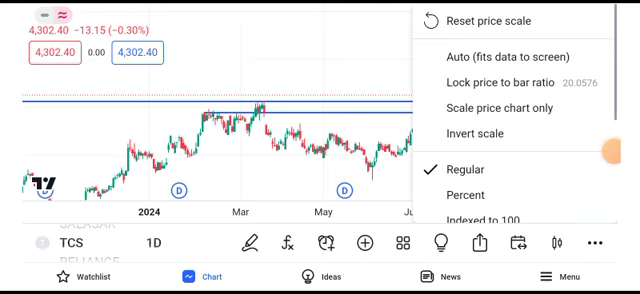 4,302.40 −13.15 (−0.30%)
4,302.40 0.00 4,302.40
Reset price scale
Auto (fits data to screen)
Lock price to bar ratio 20.0576
Scale price chart only
Invert scale
Regular
Percent
Indexed to 100
D D D
2024 Mar May
SALASAR
TCS 1D
RELIANCE
Watchlist Chart Ideas News Menu